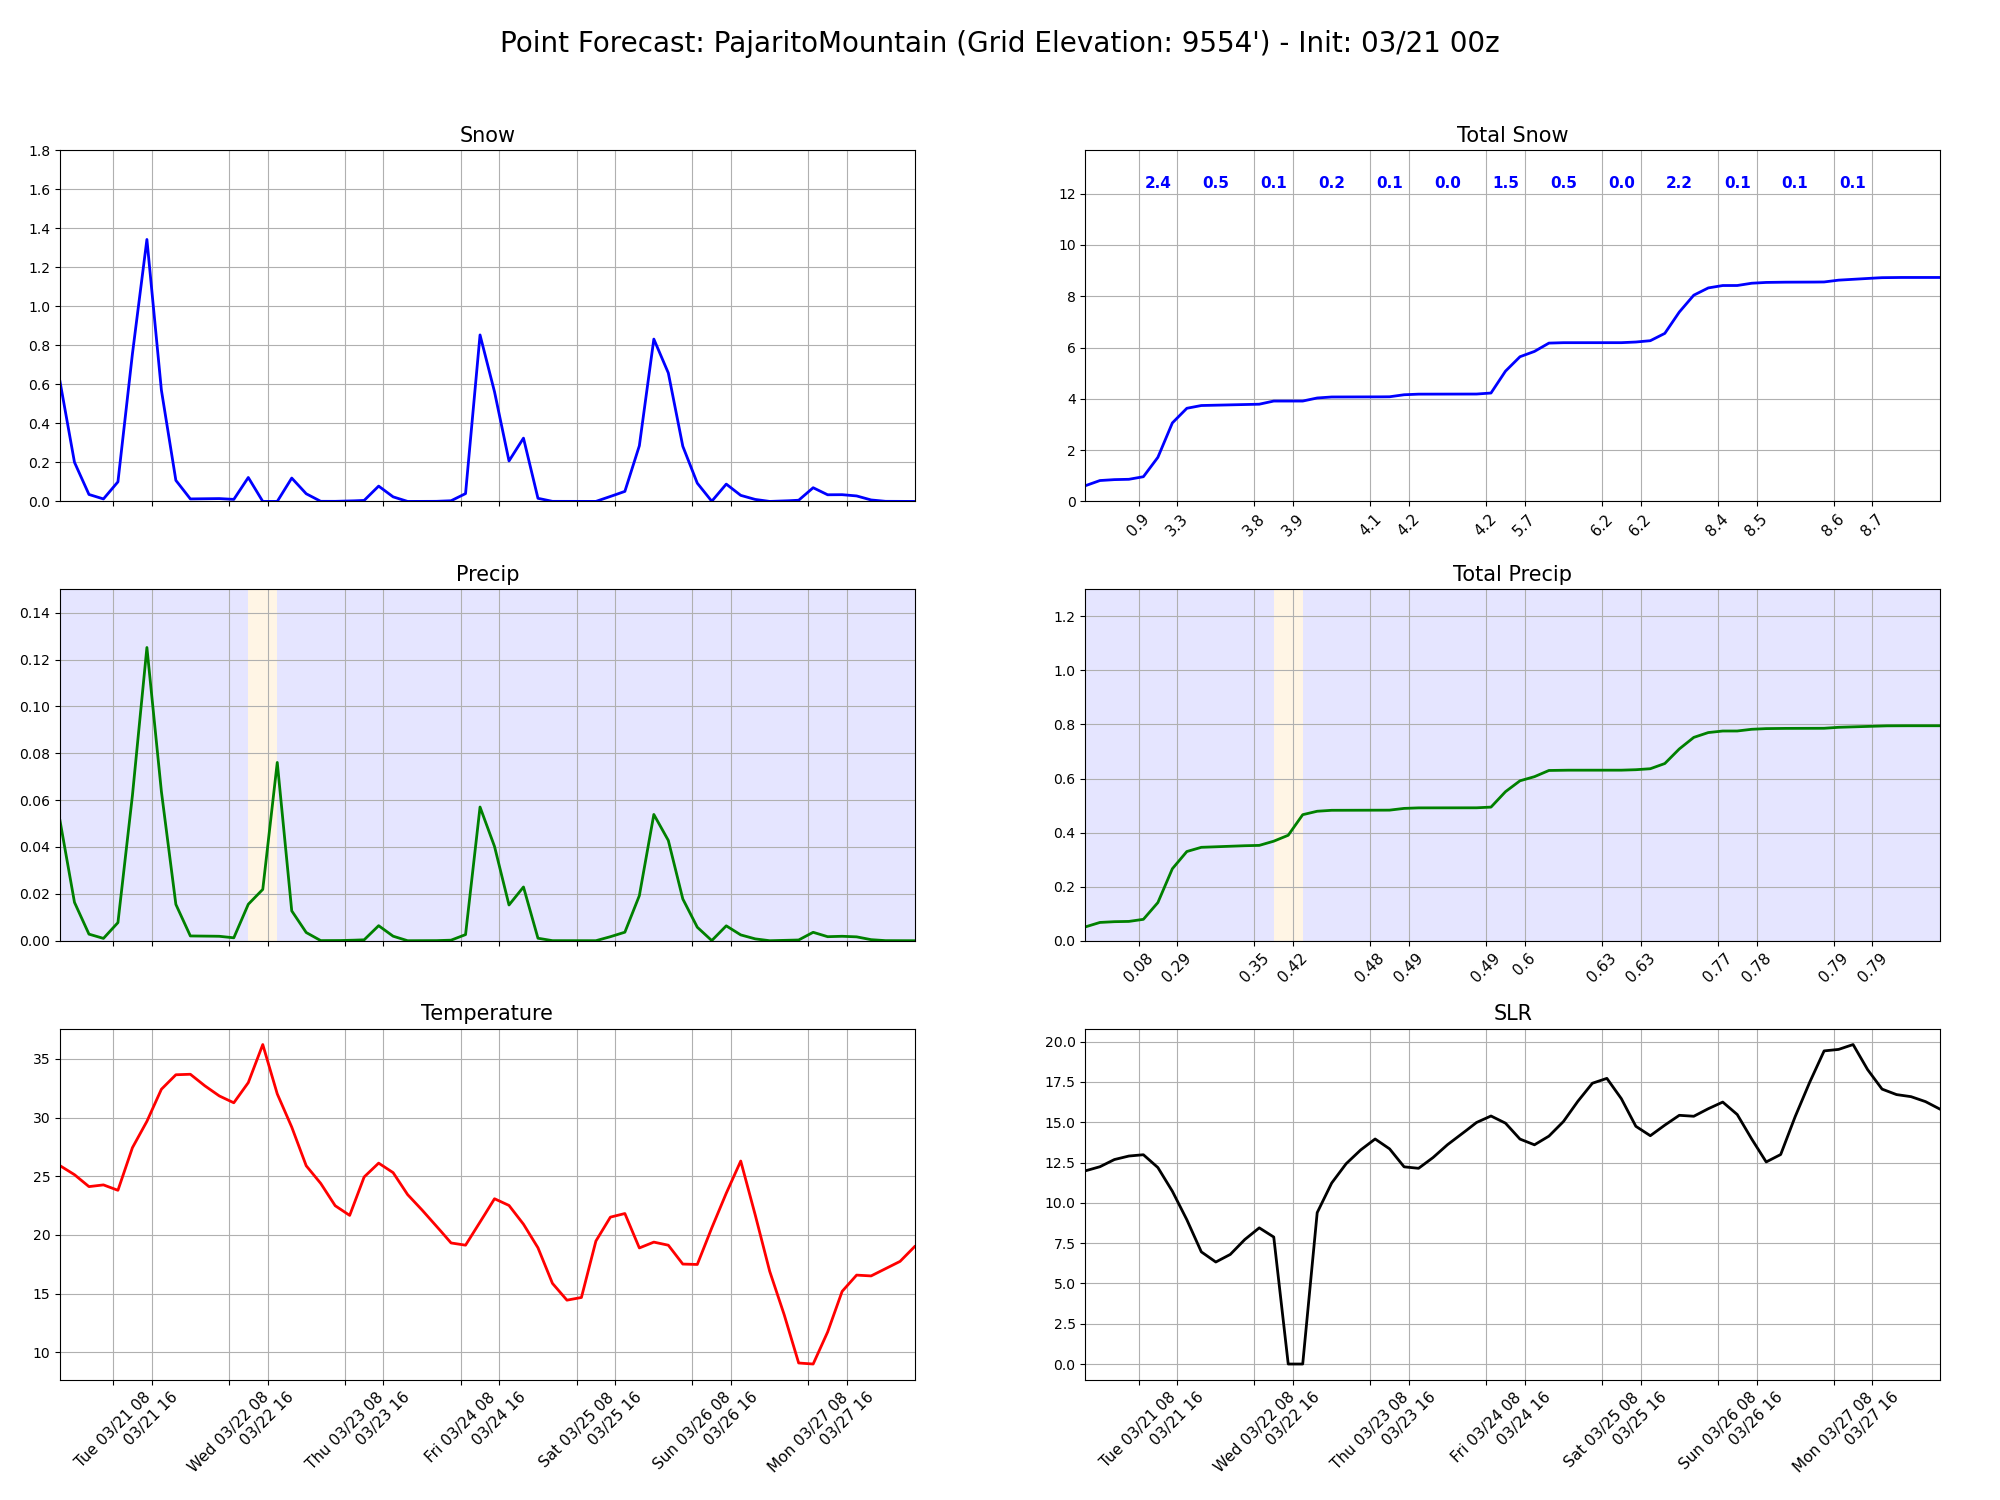 Point Forecast: PajaritoMountain (Grid Elevation: 9554') - Init: 03/21 00z
Snow
1.8
1.6
1.4
1.2
1.0
0.8
0.6
0.4
0.2
0.0
Total Snow
2.4 0.5 0.1 0.2 0.1 0.0 1.5 0.5 0.0 2.2 0.1 0.1 0.1
12
10
8
6
4
2
0
0.9 3.3 3.8 3.9 4.1 4.2 4.2 5.7 6.2 6.2 8.4 8.5 8.6 8.7
Precip
0.14
0.12
0.10
0.08
0.06
0.04
0.02
0.00
Total Precip
1.2
1.0
0.8
0.6
0.4
0.2
0.0
0.08 0.29 0.35 0.42 0.48 0.49 0.49 0.6 0.63 0.63 0.77 0.78 0.79 0.79
Temperature
35
30
25
20
15
10
Tue 03/21 08
03/21 16
Wed 03/22 08
03/22 16
Thu 03/23 08
03/23 16
Fri 03/24 08
03/24 16
Sat 03/25 08
03/25 16
Sun 03/26 08
03/26 16
Mon 03/27 08
03/27 16
SLR
20.0
17.5
15.0
12.5
10.0
7.5
5.0
2.5
0.0
Tue 03/21 08
03/21 16
Wed 03/22 08
03/22 16
Thu 03/23 08
03/23 16
Fri 03/24 08
03/24 16
Sat 03/25 08
03/25 16
Sun 03/26 08
03/26 16
Mon 03/27 08
03/27 16